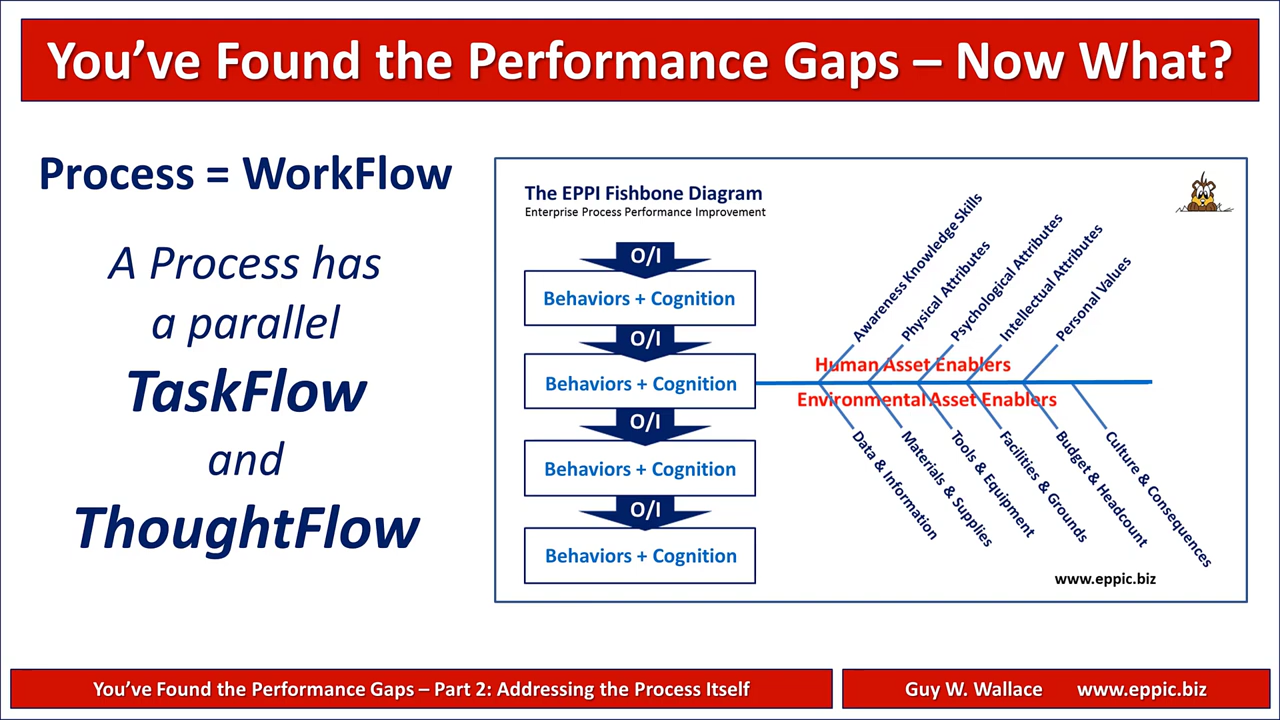 You’ve Found the Performance Gaps – Now What?
Process = WorkFlow
A Process has
a parallel
TaskFlow
and
ThoughtFlow
The EPPI Fishbone Diagram
Enterprise Process Performance Improvement
O/I
Behaviors + Cognition
O/I
Behaviors + Cognition
O/I
Behaviors + Cognition
O/I
Behaviors + Cognition
Awareness Knowledge Skills
Physical Attributes
Psychological Attributes
Intellectual Attributes
Personal Values
Human Asset Enablers
Environmental Asset Enablers
Data & Information
Materials & Supplies
Tools & Equipment
Facilities & Grounds
Budget & Headcount
Culture & Consequences
www.eppic.biz
You’ve Found the Performance Gaps – Part 2: Addressing the Process Itself
Guy W. Wallace www.eppic.biz